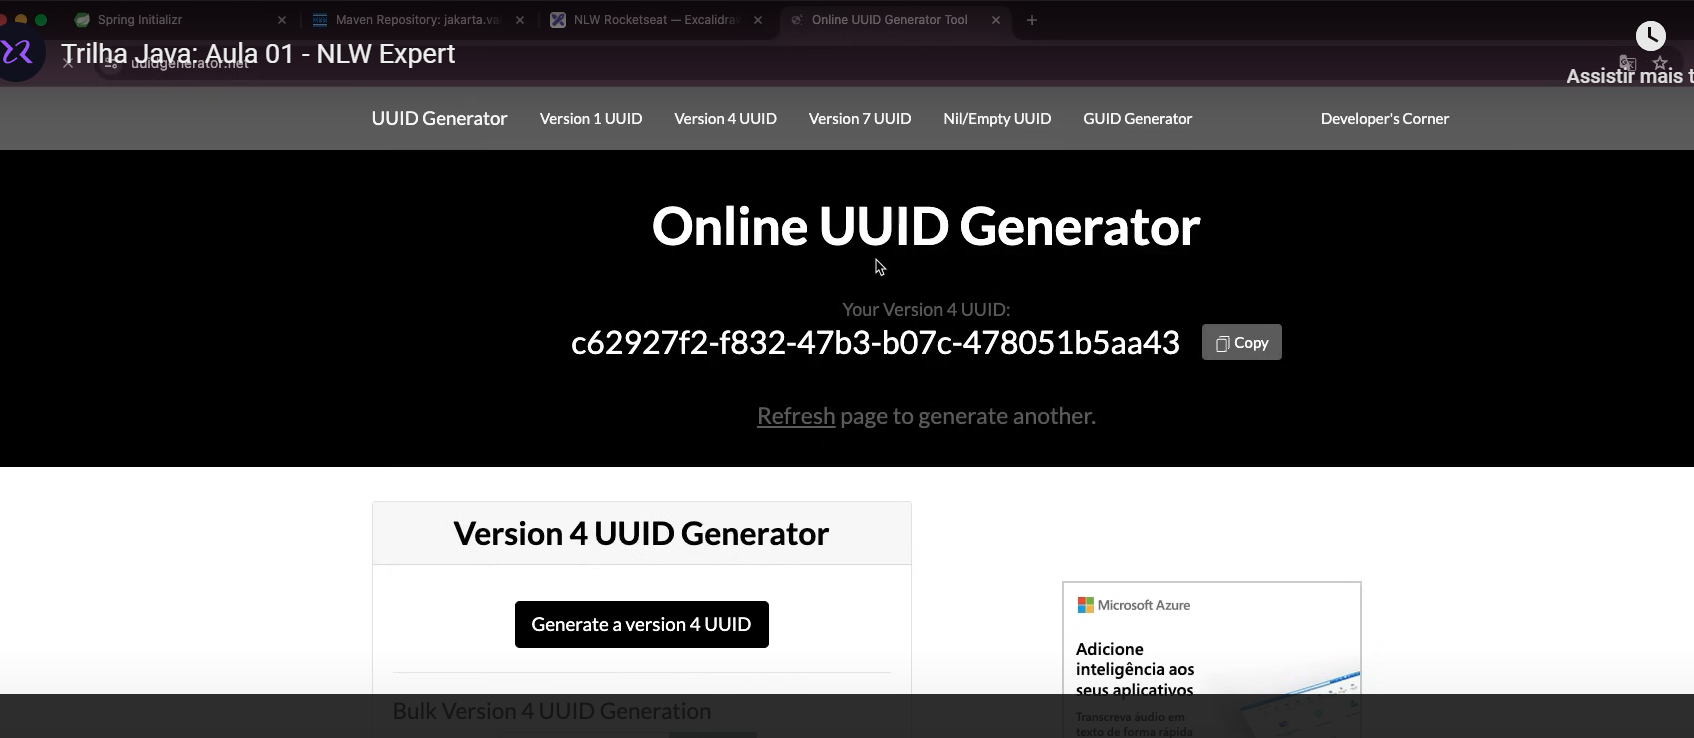 Spring Initializr
Maven Repository: jakarta.va
NLW Rocketseat — Excalidraw
Online UUID Generator Tool
Trilha Java: Aula 01 - NLW Expert
uuidgenerator.net
Assistir mais t
UUID Generator
Version 1 UUID
Version 4 UUID
Version 7 UUID
Nil/Empty UUID
GUID Generator
Developer's Corner
Online UUID Generator
Your Version 4 UUID:
c62927f2-f832-47b3-b07c-478051b5aa43
Copy
Refresh page to generate another.
Version 4 UUID Generator
Generate a version 4 UUID
Microsoft Azure
Adicione
inteligência aos
seus aplicativos
Bulk Version 4 UUID Generation
Transcreva áudio em
texto de forma rápida